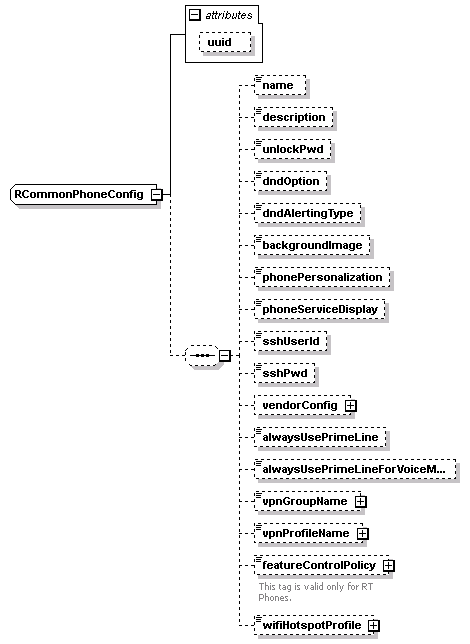 attributes
uuid
name
description
unlockPwd
dndOption
dndAlertingType
RCommonPhoneConfig
backgroundImage
phonePersonalization
phoneServiceDisplay
sshUserId
sshPwd
vendorConfig
alwaysUsePrimeLine
alwaysUsePrimeLineForVoiceM...
vpnGroupName
vpnProfileName
featureControlPolicy
This tag is valid only for RT
Phones.
wifiHotspotProfile